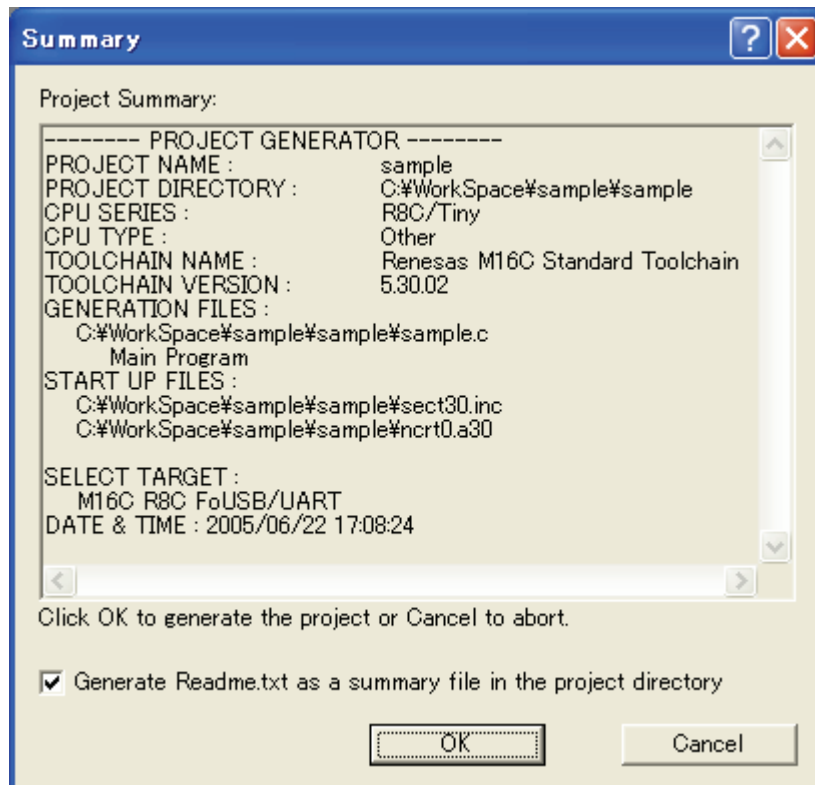 Summary
Project Summary:
-------- PROJECT GENERATOR --------
PROJECT NAME : sample
PROJECT DIRECTORY : C:¥WorkSpace¥sample¥sample
CPU SERIES : R8C/Tiny
CPU TYPE : Other
TOOLCHAIN NAME : Renesas M16C Standard Toolchain
TOOLCHAIN VERSION : 5.30.02
GENERATION FILES :
C:¥WorkSpace¥sample¥sample¥sample.c
Main Program
START UP FILES :
C:¥WorkSpace¥sample¥sample¥sect30.inc
C:¥WorkSpace¥sample¥sample¥ncrt0.a30
SELECT TARGET :
M16C R8C FoUSB/UART
DATE & TIME : 2005/06/22 17:08:24
Click OK to generate the project or Cancel to abort.
Generate Readme.txt as a summary file in the project directory
OK Cancel